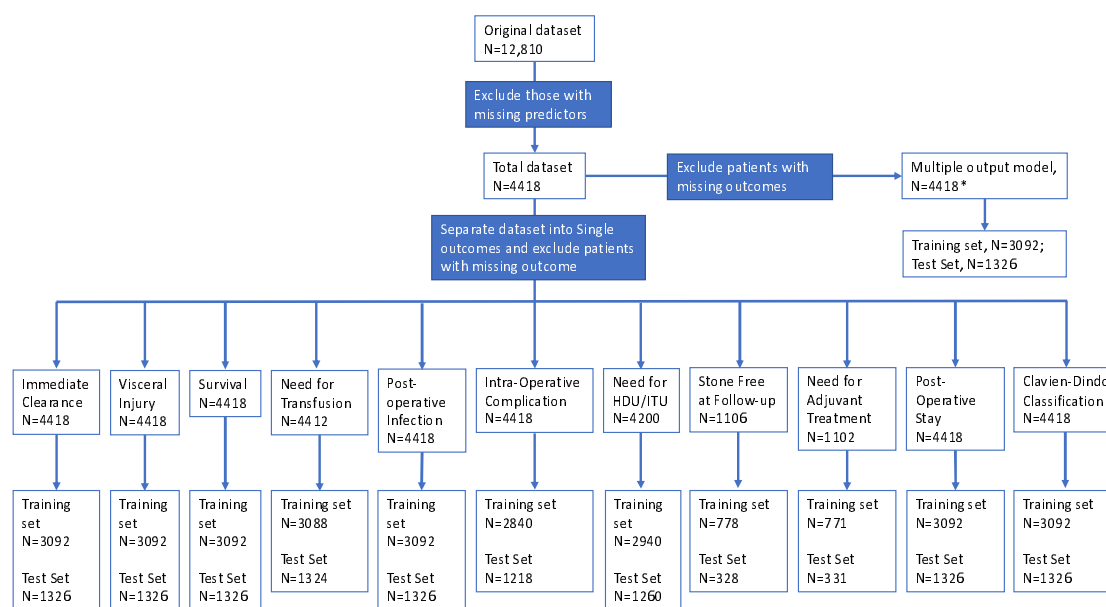 Original dataset
N=12,810
Exclude those with
missing predictors
Total dataset
N=4418
Exclude patients with
missing outcomes
Multiple output model,
N=4418*
Training set, N=3092;
Test Set, N=1326
Separate dataset into Single
outcomes and exclude patients
with missing outcome
Immediate
Clearance
N=4418
Visceral
Injury
N=4418
Survival
N=4418
Need for
Transfusion
N=4412
Post-
operative
Infection
N=4418
Intra-Operative
Complication
N=4418
Need for
HDU/ITU
N=4200
Stone Free
at Follow-up
N=1106
Need for
Adjuvant
Treatment
N=1102
Post-
Operative
Stay
N=4418
Clavien-Dindo
Classification
N=4418
Training
set
N=3092
Test Set
N=1326
Training
set
N=3092
Test Set
N=1326
Training
set
N=3092
Test Set
N=1326
Training set
N=3088
Test Set
N=1324
Training
set
N=3092
Test Set
N=1326
Training set
N=2840
Test Set
N=1218
Training
set
N=2940
Test Set
N=1260
Training set
N=778
Test Set
N=328
Training set
N=771
Test Set
N=331
Training set
N=3092
Test Set
N=1326
Training set
N=3092
Test Set
N=1326